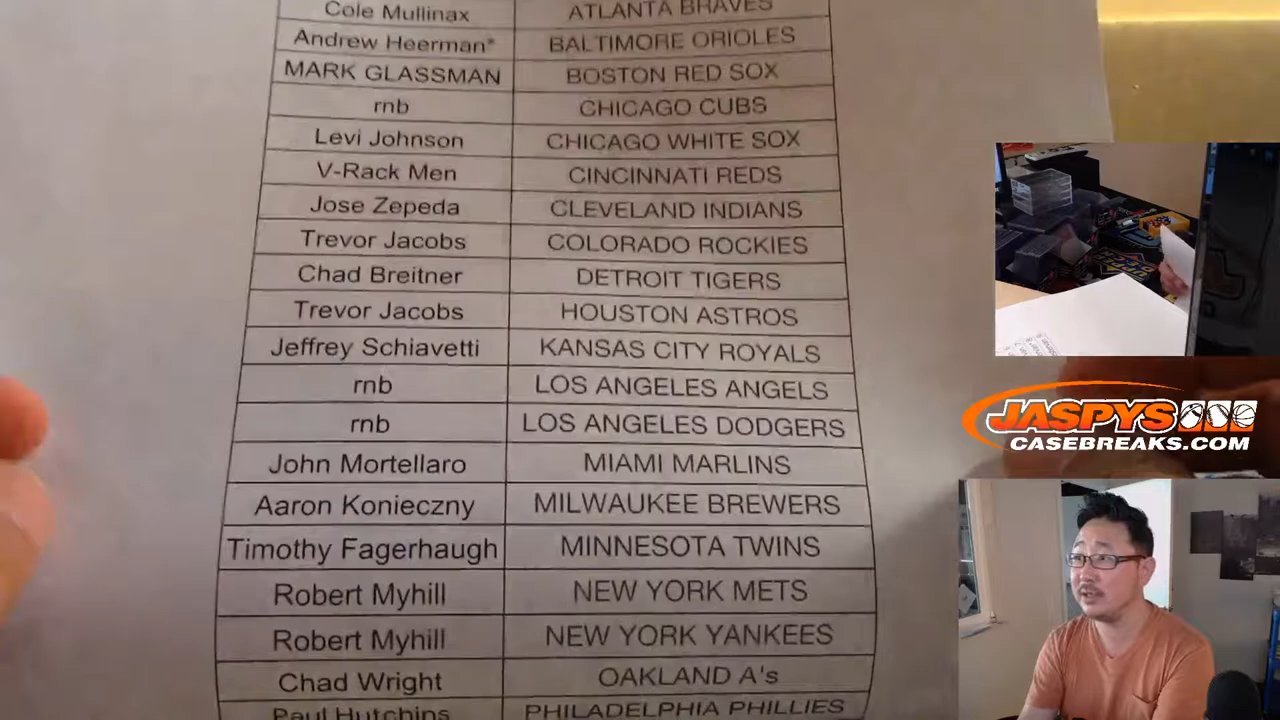 Cole Mullinax ATLANTA BRAVES
Andrew Heerman* BALTIMORE ORIOLES
MARK GLASSMAN BOSTON RED SOX
rnb CHICAGO CUBS
Levi Johnson CHICAGO WHITE SOX
V-Rack Men CINCINNATI REDS
Jose Zepeda CLEVELAND INDIANS
Trevor Jacobs COLORADO ROCKIES
Chad Breitner DETROIT TIGERS
Trevor Jacobs HOUSTON ASTROS
Jeffrey Schiavetti KANSAS CITY ROYALS
rnb LOS ANGELES ANGELS
rnb LOS ANGELES DODGERS
John Mortellaro MIAMI MARLINS
Aaron Konieczny MILWAUKEE BREWERS
Timothy Fagerhaugh MINNESOTA TWINS
Robert Myhill NEW YORK METS
Robert Myhill NEW YORK YANKEES
Chad Wright OAKLAND A's
Paul Hutchins PHILADELPHIA PHILLIES
JASPYS
CASEBREAKS.COM